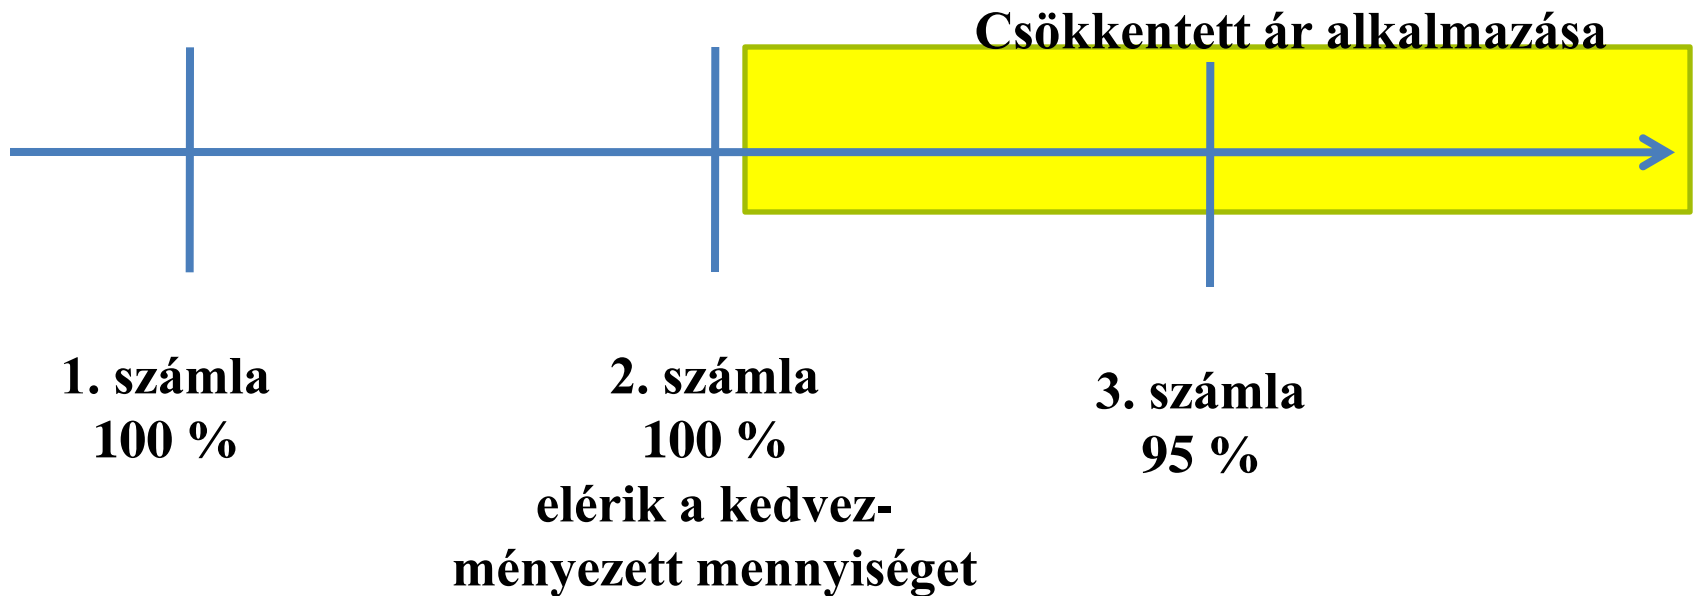 Csökkentett ár alkalmazása
1. számla
100 %
2. számla
100 %
elérik a kedvez-
ményezett mennyiséget
3. számla
95 %